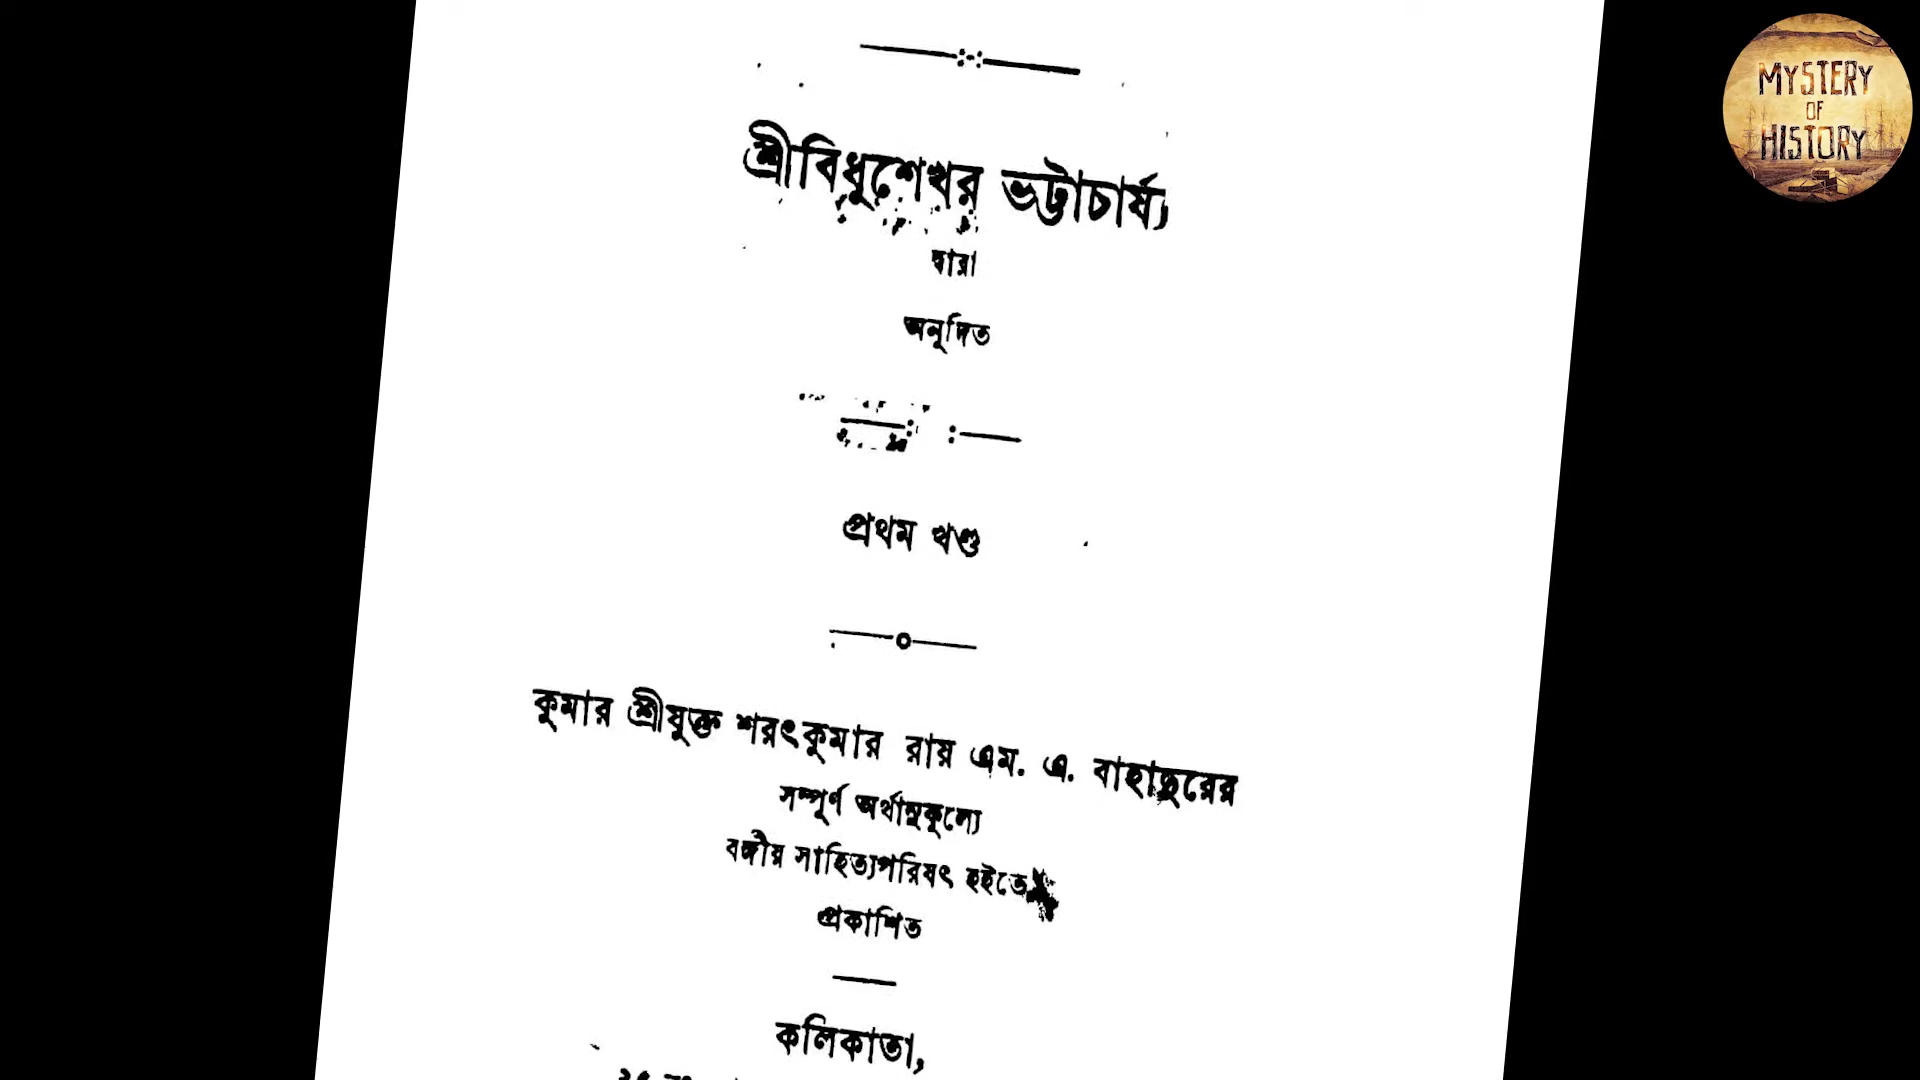 শ্রীবিধুশেখর ভট্টাচার্য্য
দ্বারা
অনূদিত
প্রথম খণ্ড
কুমার শ্রীযুক্ত শরৎকুমার রায় এম. এ. বাহাদুরের
সম্পূর্ণ অর্থানুকূল্যে
বঙ্গীয় সাহিত্যপরিষৎ হইতে
প্রকাশিত
কলিকাতা,
MYSTERY
OF
HISTORY